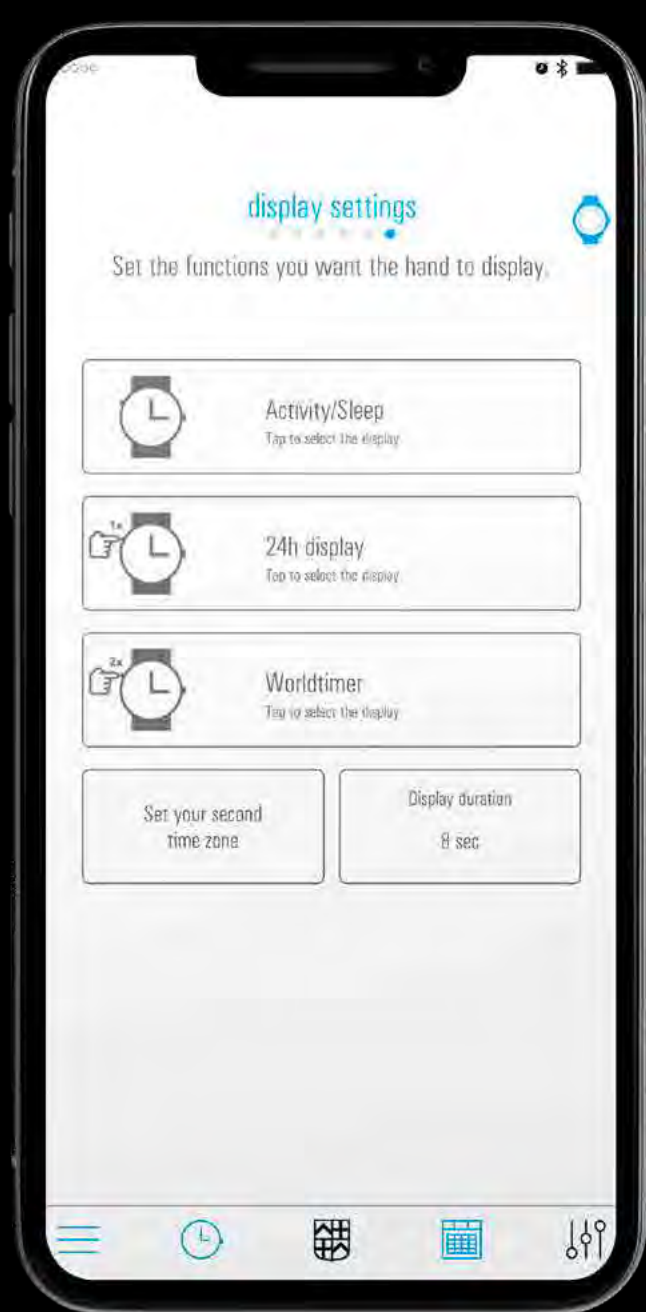 display settings
Set the functions you want the hand to display.
Activity/Sleep
Tap to select the display
1x
24h display
Tap to select the display
2x
Worldtimer
Tap to select the display
Set your second
time zone
Display duration
8 sec